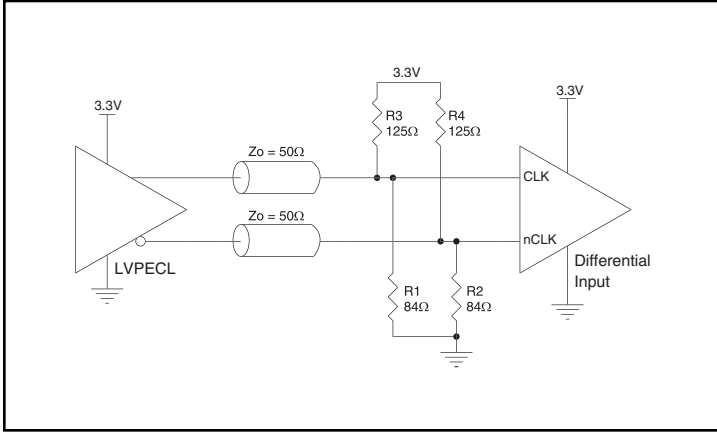 3.3V
3.3V
3.3V
R3
125Ω
R4
125Ω
Zo = 50Ω
CLK
Zo = 50Ω
nCLK
LVPECL
Differential
Input
R1
84Ω
R2
84Ω